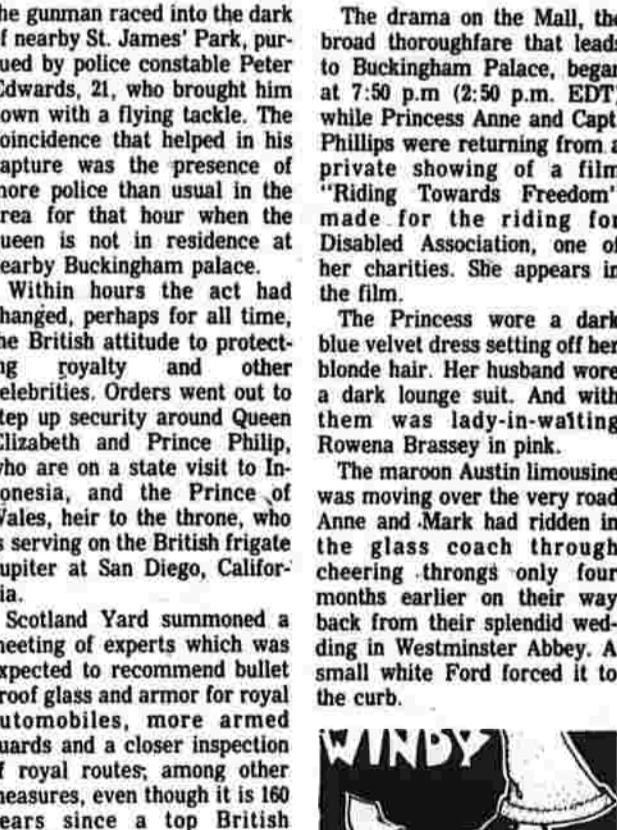 he gunman raced into the dark
f nearby St. James' Park, pur-
ued by police constable Peter
Edwards, 21, who brought him
own with a flying tackle. The
oincidence that helped in his
apture was the presence of
more police than usual in the
rea for that hour when the
ueen is not in residence at
earby Buckingham palace.
Within hours the act had
hanged, perhaps for all time,
he British attitude to protect-
ng royalty and other
elebrities. Orders went out to
tep up security around Queen
Elizabeth and Prince Philip,
who are on a state visit to In-
onesia, and the Prince of
Wales, heir to the throne, who
s serving on the British frigate
upiter at San Diego, Califor-
ia.
Scotland Yard summoned a
meeting of experts which was
xpected to recommend bullet
roof glass and armor for royal
utomobiles, more armed
uards and a closer inspection
f royal routes, among other
measures, even though it is 160
ears since a top British
The drama on the Mall, the
broad thoroughfare that leads
to Buckingham Palace, began
at 7:50 p.m (2:50 p.m. EDT)
while Princess Anne and Capt.
Phillips were returning from a
private showing of a film
"Riding Towards Freedom"
made for the riding for
Disabled Association, one of
her charities. She appears in
the film.
The Princess wore a dark
blue velvet dress setting off her
blonde hair. Her husband wore
a dark lounge suit. And with
them was lady-in-waiting
Rowena Brassey in pink.
The maroon Austin limousine
was moving over the very road
Anne and Mark had ridden in
the glass coach through
cheering throngs only four
months earlier on their way
back from their splendid wed-
ding in Westminster Abbey. A
small white Ford forced it to
the curb.
WINDY